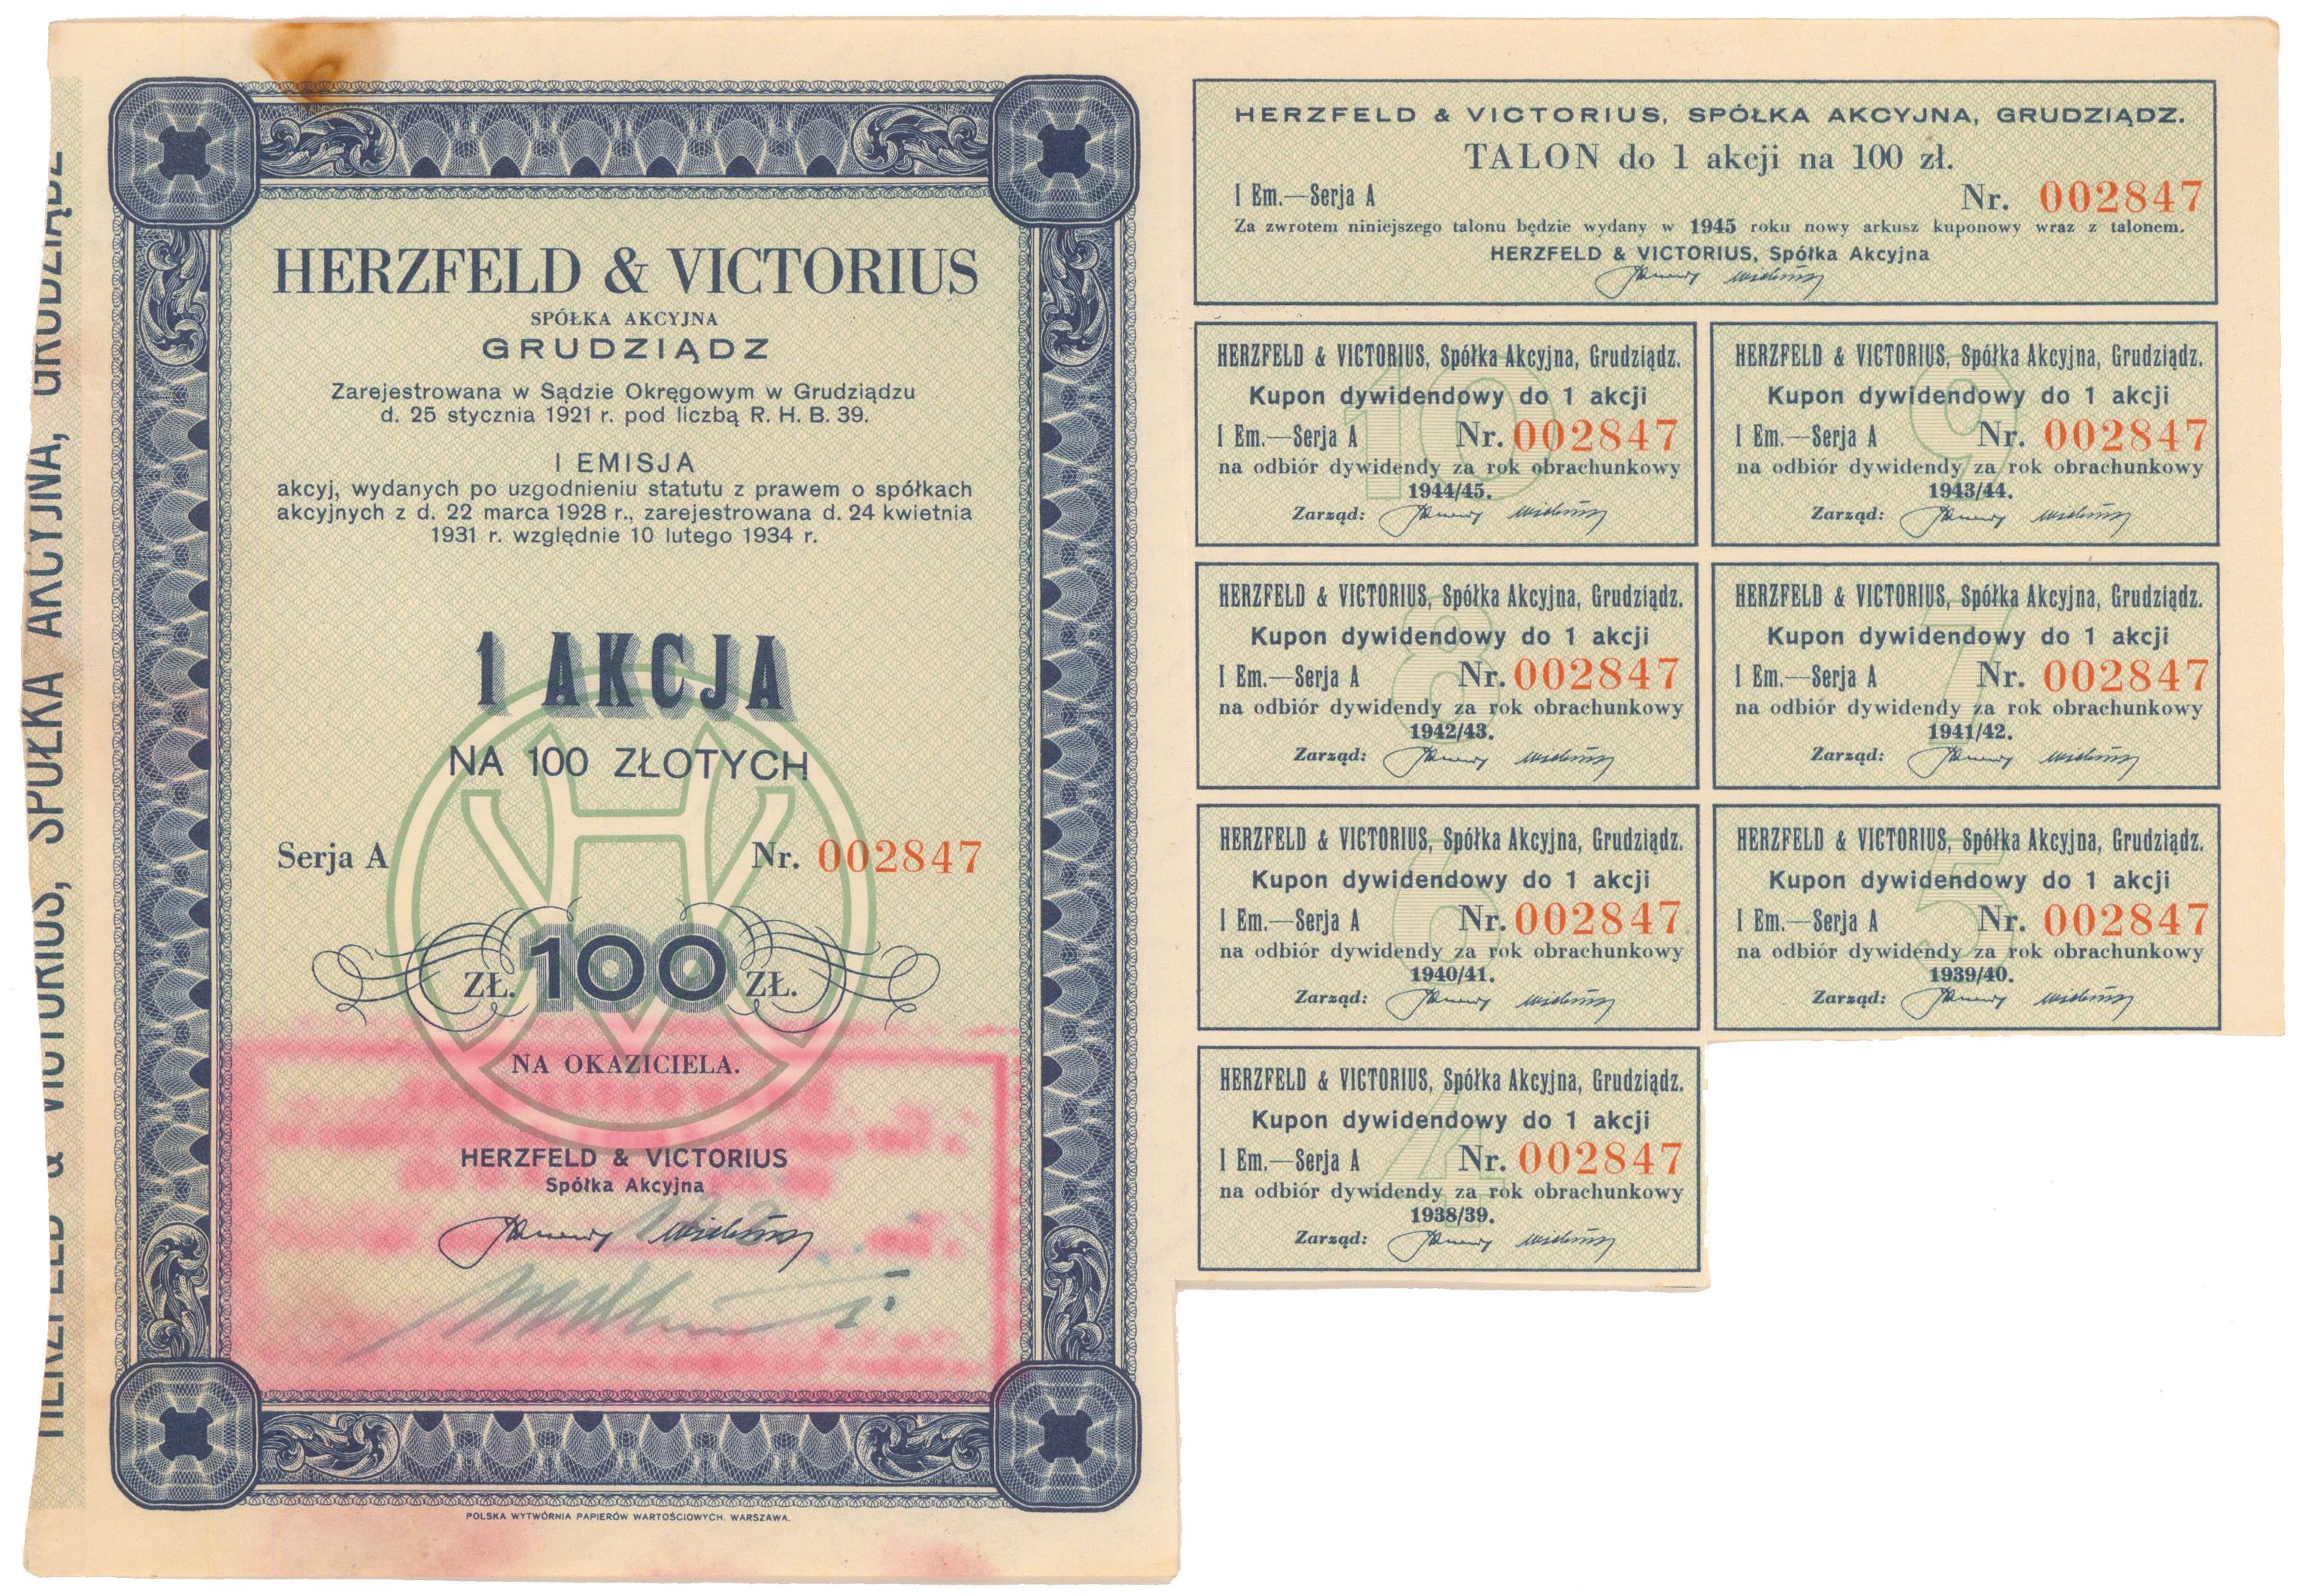 HERZFELD & VICTORIUS, SPÓŁKA AKCYJNA, GRUDZIĄDZ
HERZFELD & VICTORIUS
SPÓŁKA AKCYJNA
GRUDZIĄDZ
Zarejestrowana w Sądzie Okręgowym w Grudziądzu
d. 25 stycznia 1921 r. pod liczbą R. H. B. 39.
I EMISJA
akcyj, wydanych po uzgodnieniu statutu z prawem o spółkach
akcyjnych z d. 22 marca 1928 r., zarejestrowana d. 24 kwietnia
1931 r. względnie 10 lutego 1934 r.
1 AKCJA
NA 100 ZŁOTYCH
Serja A Nr. 002847
ZŁ. 100 ZŁ.
NA OKAZICIELA.
HERZFELD & VICTORIUS
Spółka Akcyjna
POLSKA WYTWÓRNIA PAPIERÓW WARTOŚCIOWYCH. WARSZAWA.
HERZFELD & VICTORIUS, SPÓŁKA AKCYJNA, GRUDZIĄDZ.
TALON do 1 akcji na 100 zł.
I Em.—Serja A Nr. 002847
Za zwrotem niniejszego talonu będzie wydany w 1945 roku nowy arkusz kuponowy wraz z talonem.
HERZFELD & VICTORIUS, Spółka Akcyjna
HERZFELD & VICTORIUS, Spółka Akcyjna, Grudziądz.
Kupon dywidendowy do 1 akcji
I Em.—Serja A Nr. 002847
na odbiór dywidendy za rok obrachunkowy
1944/45.
Zarząd:
10
HERZFELD & VICTORIUS, Spółka Akcyjna, Grudziądz.
Kupon dywidendowy do 1 akcji
I Em.—Serja A Nr. 002847
na odbiór dywidendy za rok obrachunkowy
1943/44.
Zarząd:
9
HERZFELD & VICTORIUS, Spółka Akcyjna, Grudziądz.
Kupon dywidendowy do 1 akcji
I Em.—Serja A Nr. 002847
na odbiór dywidendy za rok obrachunkowy
1942/43.
Zarząd:
8
HERZFELD & VICTORIUS, Spółka Akcyjna, Grudziądz.
Kupon dywidendowy do 1 akcji
I Em.—Serja A Nr. 002847
na odbiór dywidendy za rok obrachunkowy
1941/42.
Zarząd:
7
HERZFELD & VICTORIUS, Spółka Akcyjna, Grudziądz.
Kupon dywidendowy do 1 akcji
I Em.—Serja A Nr. 002847
na odbiór dywidendy za rok obrachunkowy
1940/41.
Zarząd:
6
HERZFELD & VICTORIUS, Spółka Akcyjna, Grudziądz.
Kupon dywidendowy do 1 akcji
I Em.—Serja A Nr. 002847
na odbiór dywidendy za rok obrachunkowy
1939/40.
Zarząd:
5
HERZFELD & VICTORIUS, Spółka Akcyjna, Grudziądz.
Kupon dywidendowy do 1 akcji
I Em.—Serja A Nr. 002847
na odbiór dywidendy za rok obrachunkowy
1938/39.
Zarząd:
4